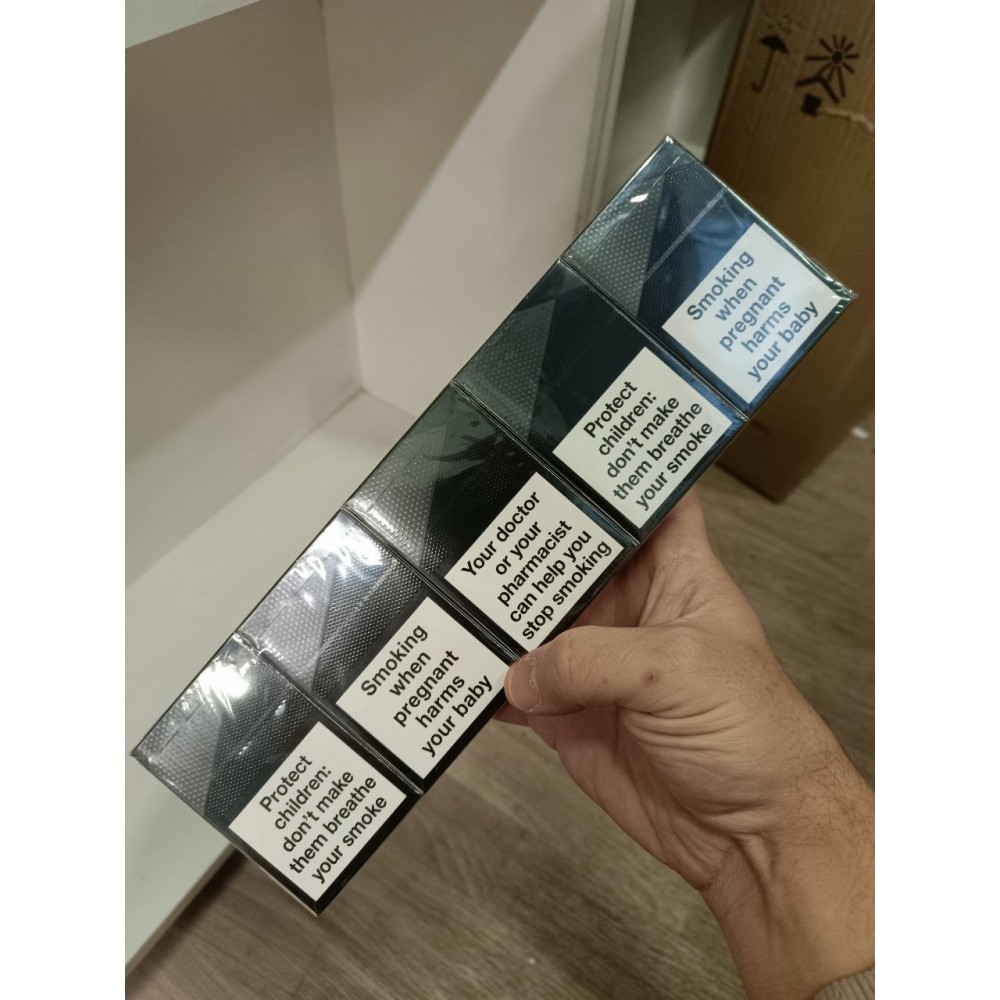 Smoking
when
pregnant
harms
your baby
Protect
children:
don't make
them breathe
your smoke
Your doctor
or your
pharmacist
can help you
stop smoking
Smoking
when
pregnant
harms
your baby
Protect
children:
don't make
them breathe
your smoke